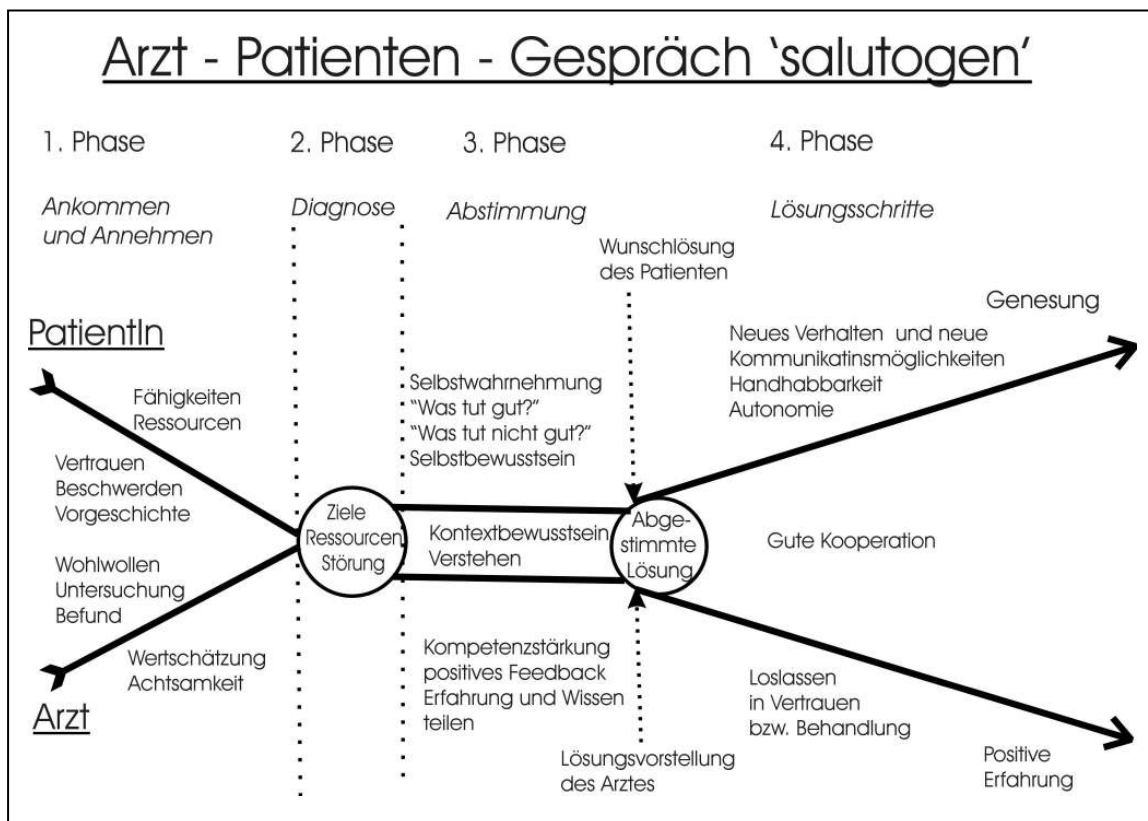 Arzt - Patienten - Gespräch ‘salutogen’
1. Phase
2. Phase
3. Phase
4. Phase
Ankommen
und Annehmen
Diagnose
Abstimmung
Lösungsschritte
Wunschlösung
des Patienten
Genesung
PatientIn
Neues Verhalten und neue
Kommunikatinsmöglichkeiten
Handhabbarkeit
Autonomie
Fähigkeiten
Ressourcen
Selbstwahrnehmung
"Was tut gut?"
"Was tut nicht gut?"
Selbstbewusstsein
Vertrauen
Beschwerden
Vorgeschichte
Ziele
Ressourcen
Störung
Kontextbewusstsein
Verstehen
Abge-
stimmte
Lösung
Gute Kooperation
Wohlwollen
Untersuchung
Befund
Wertschätzung
Achtsamkeit
Arzt
Kompetenzstärkung
positives Feedback
Erfahrung und Wissen
teilen
Loslassen
in Vertrauen
bzw. Behandlung
Lösungsvorstellung
des Arztes
Positive
Erfahrung